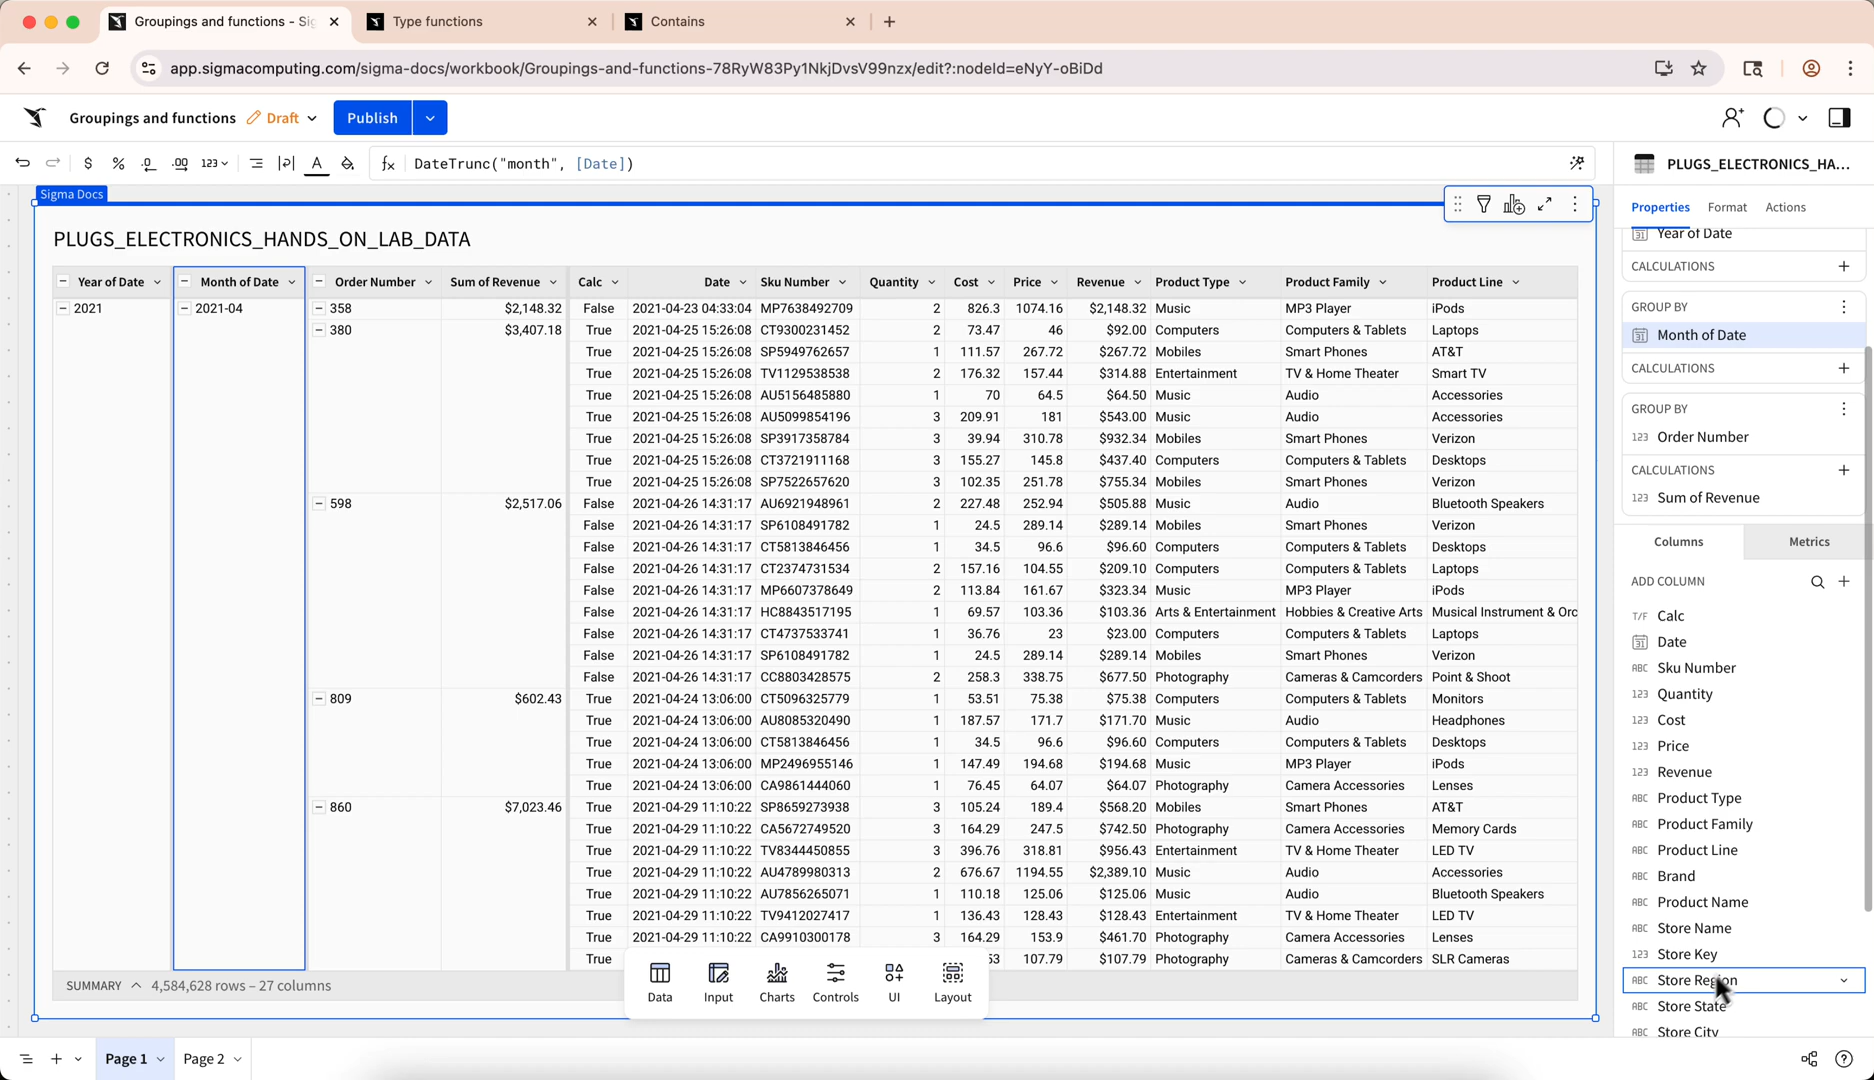 Groupings and functions - Sig
Type functions
Contains
app.sigmacomputing.com/sigma-docs/workbook/Groupings-and-functions-78RyW83Py1NkjDvsV99nzx/edit?:nodeId=eNyY-oBiDd
Groupings and functions Draft Publish
$ % .0 .00 123 A fx DateTrunc("month", [Date])
PLUGS_ELECTRONICS_HA...
Sigma Docs
Properties Format Actions
PLUGS_ELECTRONICS_HANDS_ON_LAB_DATA
Year of Date Month of Date Order Number Sum of Revenue Calc Date Sku Number Quantity Cost Price Revenue Product Type Product Family Product Line
2021 2021-04 358 $2,148.32 False 2021-04-23 04:33:04 MP7638492709 2 826.3 1074.16 $2,148.32 Music MP3 Player iPods
380 $3,407.18 True 2021-04-25 15:26:08 CT9300231452 2 73.47 46 $92.00 Computers Computers & Tablets Laptops
True 2021-04-25 15:26:08 SP5949762657 1 111.57 267.72 $267.72 Mobiles Smart Phones AT&T
True 2021-04-25 15:26:08 TV1129538538 2 176.32 157.44 $314.88 Entertainment TV & Home Theater Smart TV
True 2021-04-25 15:26:08 AU5156485880 1 70 64.5 $64.50 Music Audio Accessories
True 2021-04-25 15:26:08 AU5099854196 3 209.91 181 $543.00 Music Audio Accessories
True 2021-04-25 15:26:08 SP3917358784 3 39.94 310.78 $932.34 Mobiles Smart Phones Verizon
True 2021-04-25 15:26:08 CT3721911168 3 155.27 145.8 $437.40 Computers Computers & Tablets Desktops
True 2021-04-25 15:26:08 SP7522657620 3 102.35 251.78 $755.34 Mobiles Smart Phones Verizon
598 $2,517.06 False 2021-04-26 14:31:17 AU6921948961 2 227.48 252.94 $505.88 Music Audio Bluetooth Speakers
False 2021-04-26 14:31:17 SP6108491782 1 24.5 289.14 $289.14 Mobiles Smart Phones Verizon
False 2021-04-26 14:31:17 CT5813846456 1 34.5 96.6 $96.60 Computers Computers & Tablets Desktops
False 2021-04-26 14:31:17 CT2374731534 2 157.16 104.55 $209.10 Computers Computers & Tablets Laptops
False 2021-04-26 14:31:17 MP6607378649 2 113.84 161.67 $323.34 Music MP3 Player iPods
False 2021-04-26 14:31:17 HC8843517195 1 69.57 103.36 $103.36 Arts & Entertainment Hobbies & Creative Arts Musical Instrument & Orc
False 2021-04-26 14:31:17 CT4737533741 1 36.76 23 $23.00 Computers Computers & Tablets Laptops
False 2021-04-26 14:31:17 SP6108491782 1 24.5 289.14 $289.14 Mobiles Smart Phones Verizon
False 2021-04-26 14:31:17 CC8803428575 2 258.3 338.75 $677.50 Photography Cameras & Camcorders Point & Shoot
809 $602.43 True 2021-04-24 13:06:00 CT5096325779 1 53.51 75.38 $75.38 Computers Computers & Tablets Monitors
True 2021-04-24 13:06:00 AU8085320490 1 187.57 171.7 $171.70 Music Audio Headphones
True 2021-04-24 13:06:00 CT5813846456 1 34.5 96.6 $96.60 Computers Computers & Tablets Desktops
True 2021-04-24 13:06:00 MP2496955146 1 147.49 194.68 $194.68 Music MP3 Player iPods
True 2021-04-24 13:06:00 CA9861444060 1 76.45 64.07 $64.07 Photography Camera Accessories Lenses
860 $7,023.46 True 2021-04-29 11:10:22 SP8659273938 3 105.24 189.4 $568.20 Mobiles Smart Phones AT&T
True 2021-04-29 11:10:22 CA5672749520 3 164.29 247.5 $742.50 Photography Camera Accessories Memory Cards
True 2021-04-29 11:10:22 TV8344450855 3 396.76 318.81 $956.43 Entertainment TV & Home Theater LED TV
True 2021-04-29 11:10:22 AU4789980313 2 676.67 1194.55 $2,389.10 Music Audio Accessories
True 2021-04-29 11:10:22 AU7856265071 1 110.18 125.06 $125.06 Music Audio Bluetooth Speakers
True 2021-04-29 11:10:22 TV9412027417 1 136.43 128.43 $128.43 Entertainment TV & Home Theater LED TV
True 2021-04-29 11:10:22 CA9910300178 3 164.29 153.9 $461.70 Photography Camera Accessories Lenses
True 53 107.79 $107.79 Photography Cameras & Camcorders SLR Cameras
SUMMARY 4,584,628 rows – 27 columns
Data Input Charts Controls UI Layout
31 Year of Date
CALCULATIONS
GROUP BY
31 Month of Date
CALCULATIONS
GROUP BY
123 Order Number
CALCULATIONS
123 Sum of Revenue
Columns Metrics
ADD COLUMN
T/F Calc
31 Date
ABC Sku Number
123 Quantity
123 Cost
123 Price
123 Revenue
ABC Product Type
ABC Product Family
ABC Product Line
ABC Brand
ABC Product Name
ABC Store Name
123 Store Key
ABC Store Region
ABC Store State
ABC Store City
Page 1 Page 2